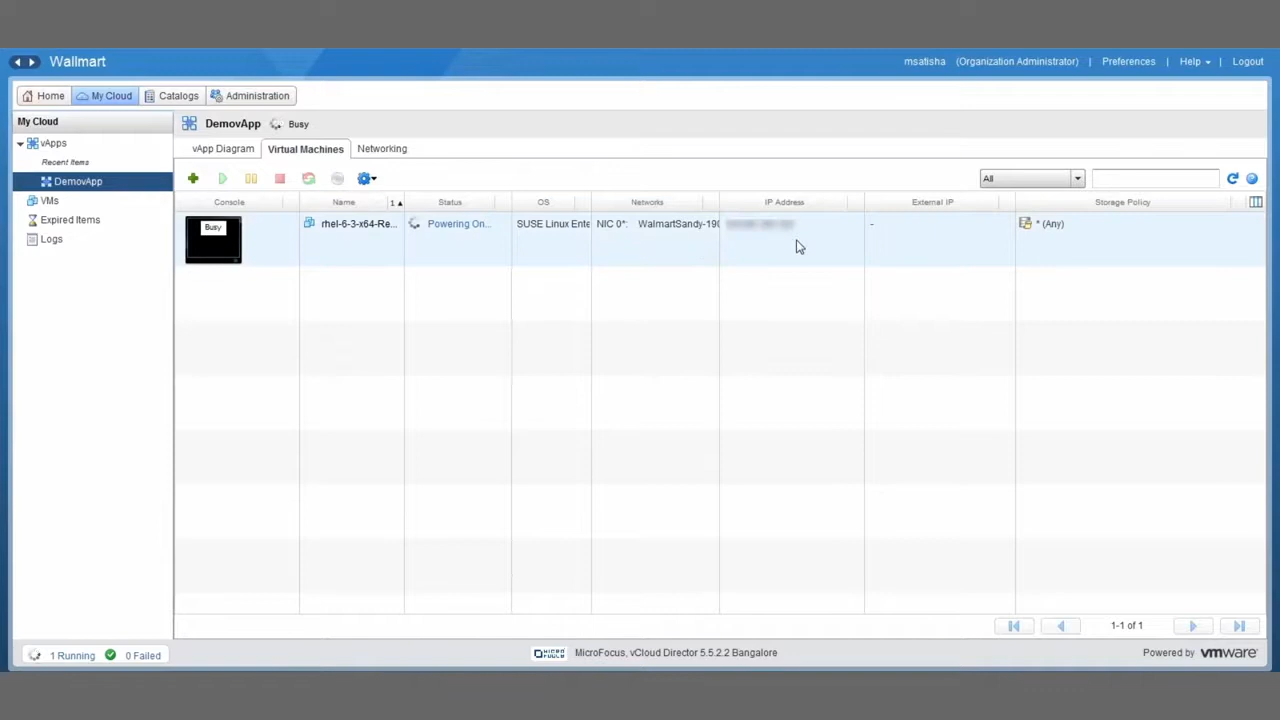 Wallmart
msatisha (Organization Administrator) | Preferences | Help | Logout
Home My Cloud Catalogs Administration
My Cloud
vApps
Recent Items
DemovApp
VMs
Expired Items
Logs
DemovApp Busy
vApp Diagram Virtual Machines Networking
All
Console Name 1 Status OS Networks IP Address External IP Storage Policy
Busy rhel-6-3-x64-Re... Powering On... SUSE Linux Ente NIC 0*: WalmartSandy-190 - * (Any)
1-1 of 1
1 Running 0 Failed
MICRO FOCUS MicroFocus, vCloud Director 5.5.2.2 Bangalore
Powered by vmware